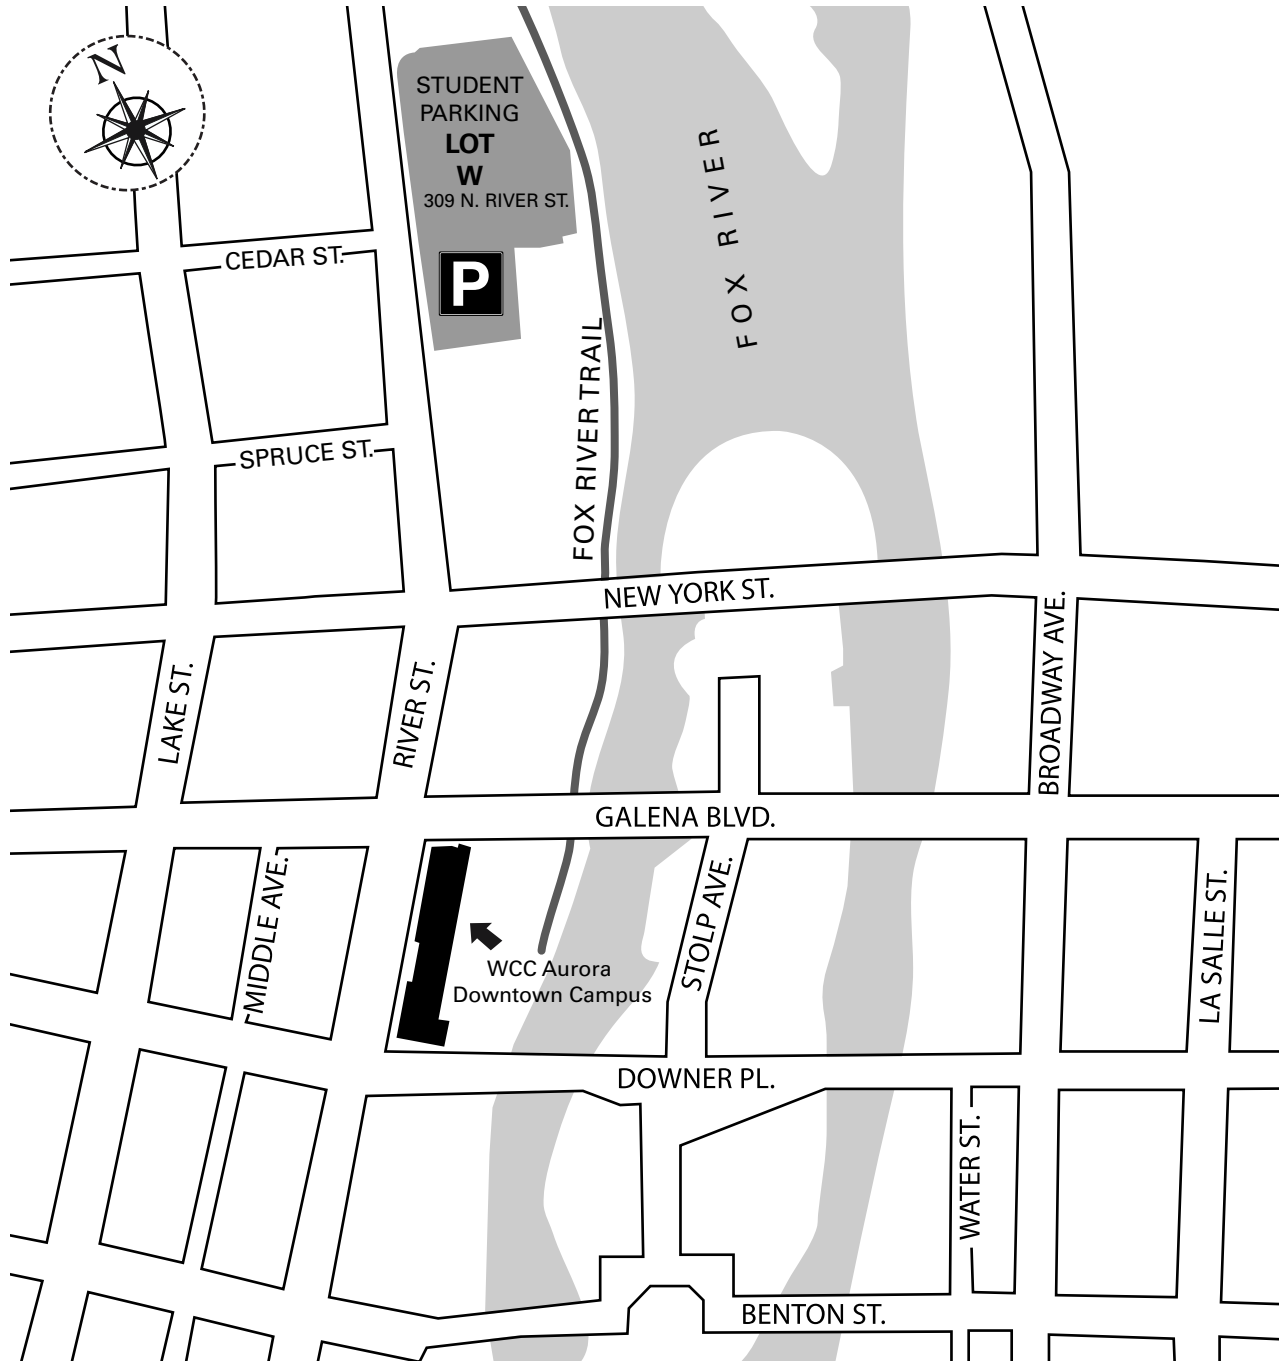 N
STUDENT
PARKING
LOT
W
309 N. RIVER ST.
P
FOX RIVER
CEDAR ST.
FOX RIVER TRAIL
SPRUCE ST.
NEW YORK ST.
LAKE ST.
RIVER ST.
BROADWAY AVE.
GALENA BLVD.
MIDDLE AVE.
STOLP AVE.
LA SALLE ST.
WCC Aurora
Downtown Campus
DOWNER PL.
WATER ST.
BENTON ST.